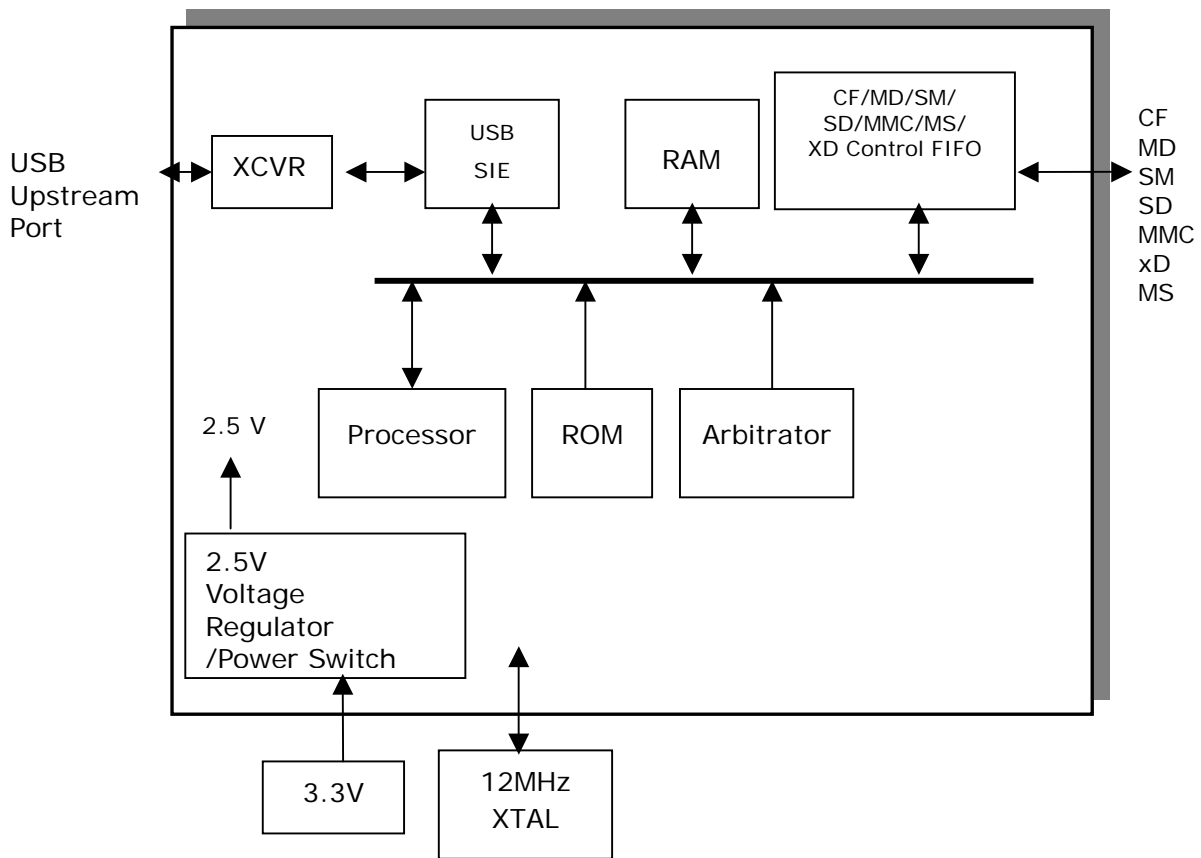 USB
Upstream
Port
XCVR
USB
SIE
RAM
CF/MD/SM/
SD/MMC/MS/
XD Control FIFO
CF
MD
SM
SD
MMC
xD
MS
Processor
ROM
Arbitrator
2.5 V
2.5V
Voltage
Regulator
/Power Switch
3.3V
12MHz
XTAL